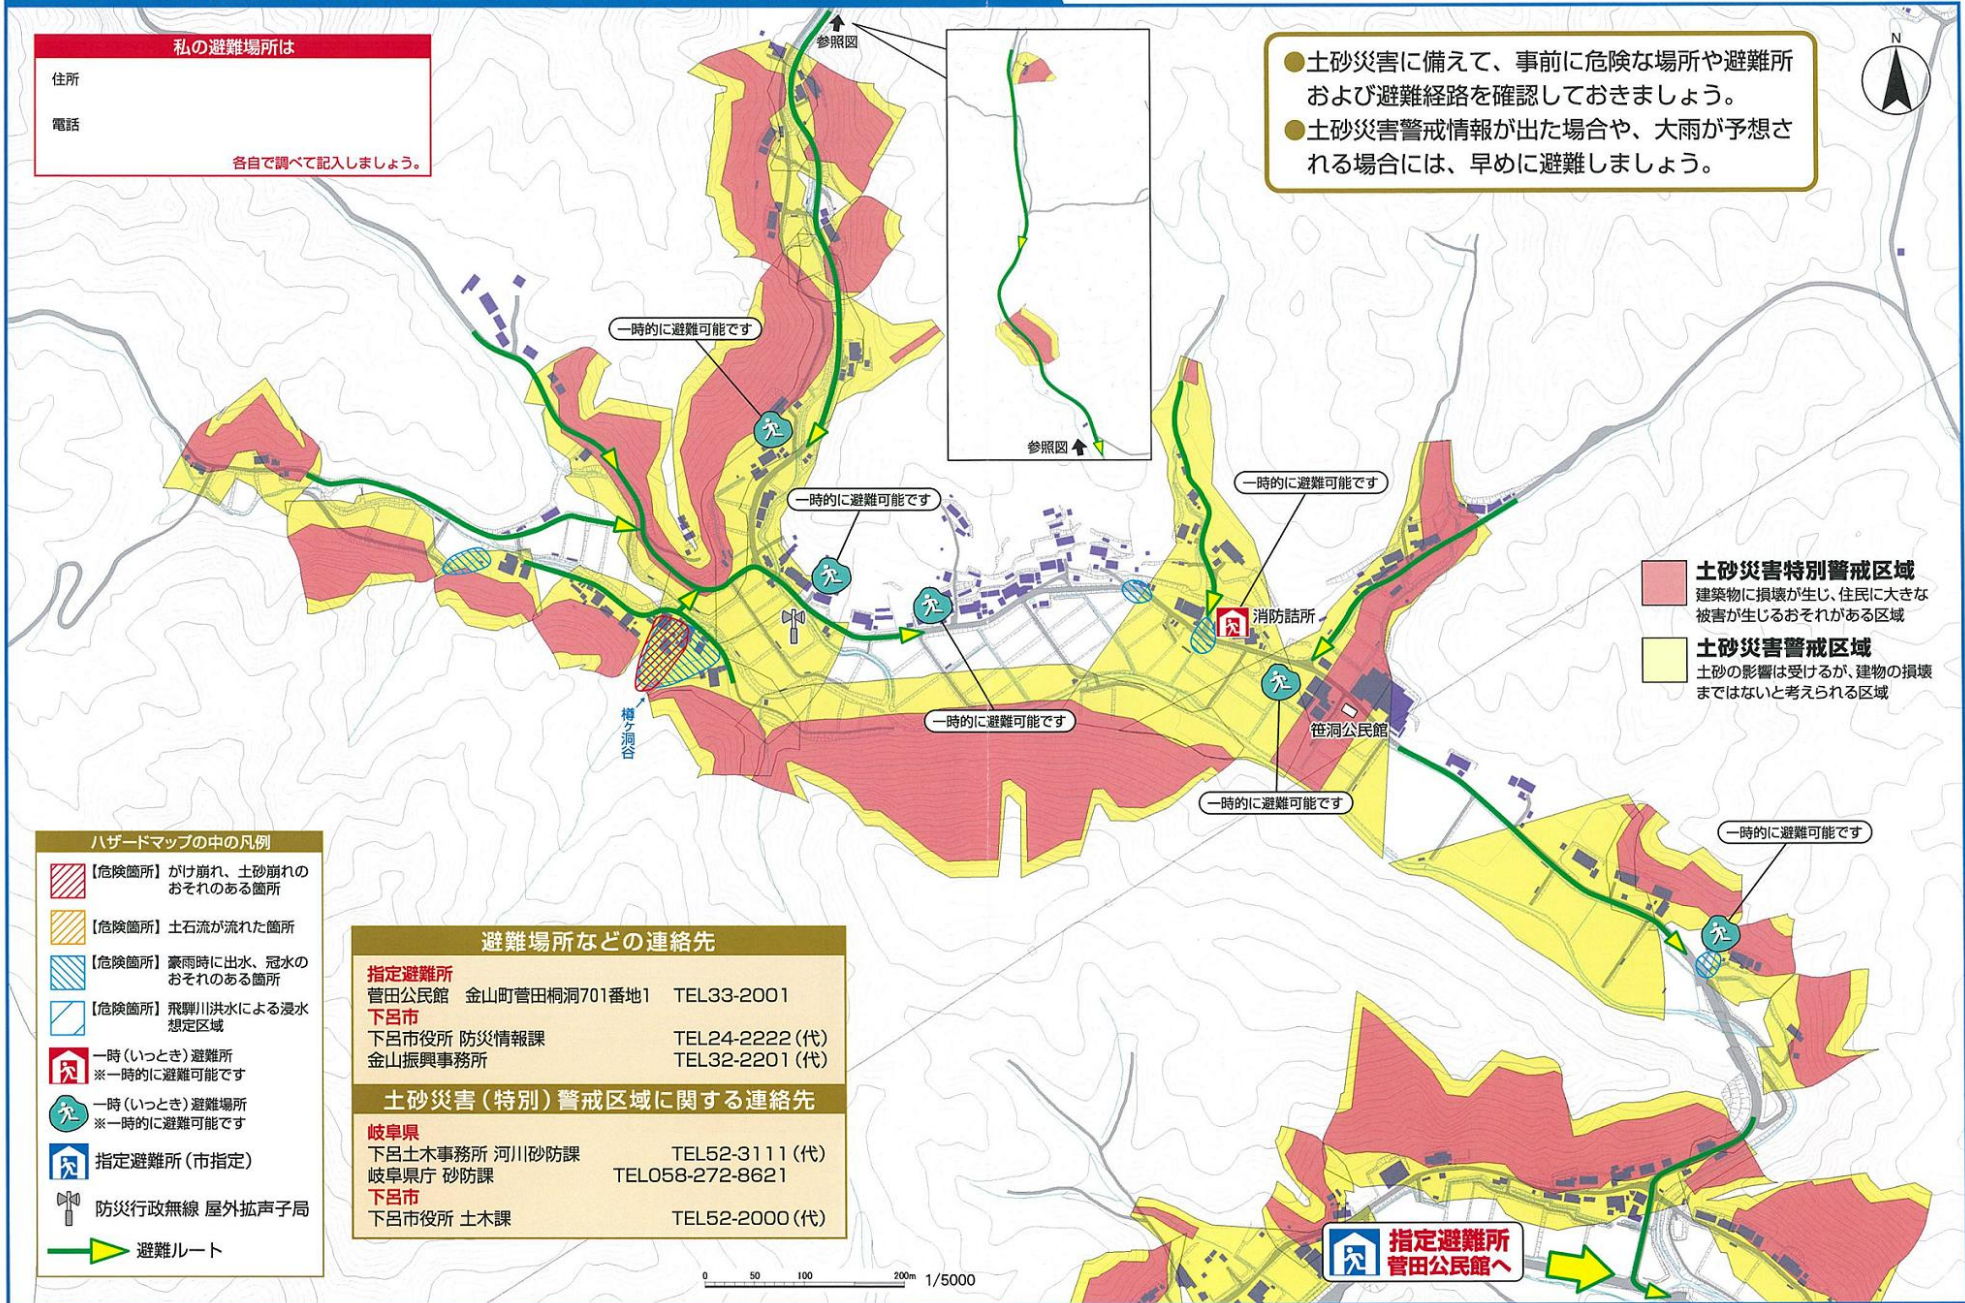 私の避難場所は
住所
電話
各自で調べて記入しましょう。
参照図
参照図
●土砂災害に備えて、事前に危険な場所や避難所
および避難経路を確認しておきましょう。
●土砂災害警戒情報が出た場合や、大雨が予想さ
れる場合には、早めに避難しましょう。
N
一時的に避難可能です
一時的に避難可能です
一時的に避難可能です
消防詰所
一時的に避難可能です
笹洞公民館
一時的に避難可能です
一時的に避難可能です
樽ケ洞谷
土砂災害特別警戒区域
建築物に損壊が生じ、住民に大きな
被害が生じるおそれがある区域
土砂災害警戒区域
土砂の影響は受けるが、建物の損壊
まではないと考えられる区域
ハザードマップの中の凡例
【危険箇所】がけ崩れ、土砂崩れの
おそれのある箇所
【危険箇所】土石流が流れた箇所
【危険箇所】豪雨時に出水、冠水の
おそれのある箇所
【危険箇所】飛騨川洪水による浸水
想定区域
一時(いっとき)避難所
※一時的に避難可能です
一時(いっとき)避難場所
※一時的に避難可能です
指定避難所(市指定)
防災行政無線 屋外拡声子局
避難ルート
避難場所などの連絡先
指定避難所
菅田公民館 金山町菅田桐洞701番地1 TEL33-2001
下呂市
下呂市役所 防災情報課 TEL24-2222(代)
金山振興事務所 TEL32-2201(代)
土砂災害(特別)警戒区域に関する連絡先
岐阜県
下呂土木事務所 河川砂防課 TEL52-3111(代)
岐阜県庁 砂防課 TEL058-272-8621
下呂市
下呂市役所 土木課 TEL52-2000(代)
0 50 100 200m 1/5000
指定避難所
菅田公民館へ